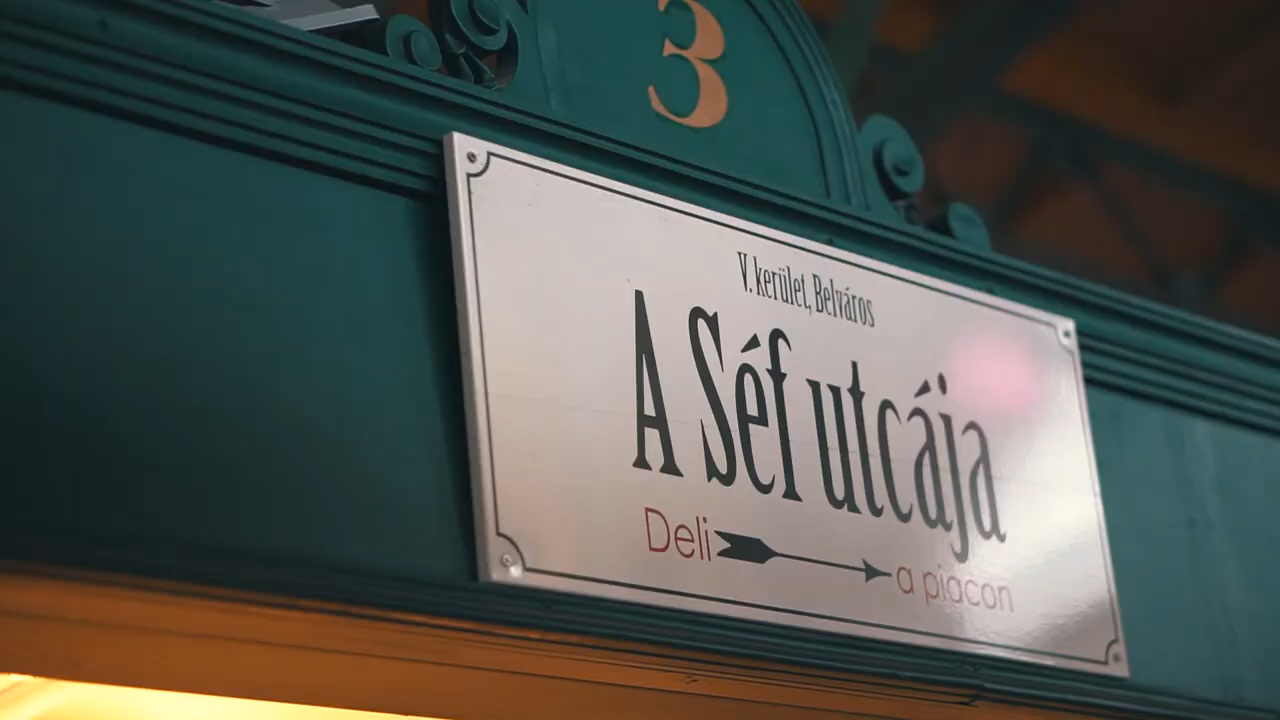 3
V. kerület, Belváros
A Séf utcája
Deli a piacon